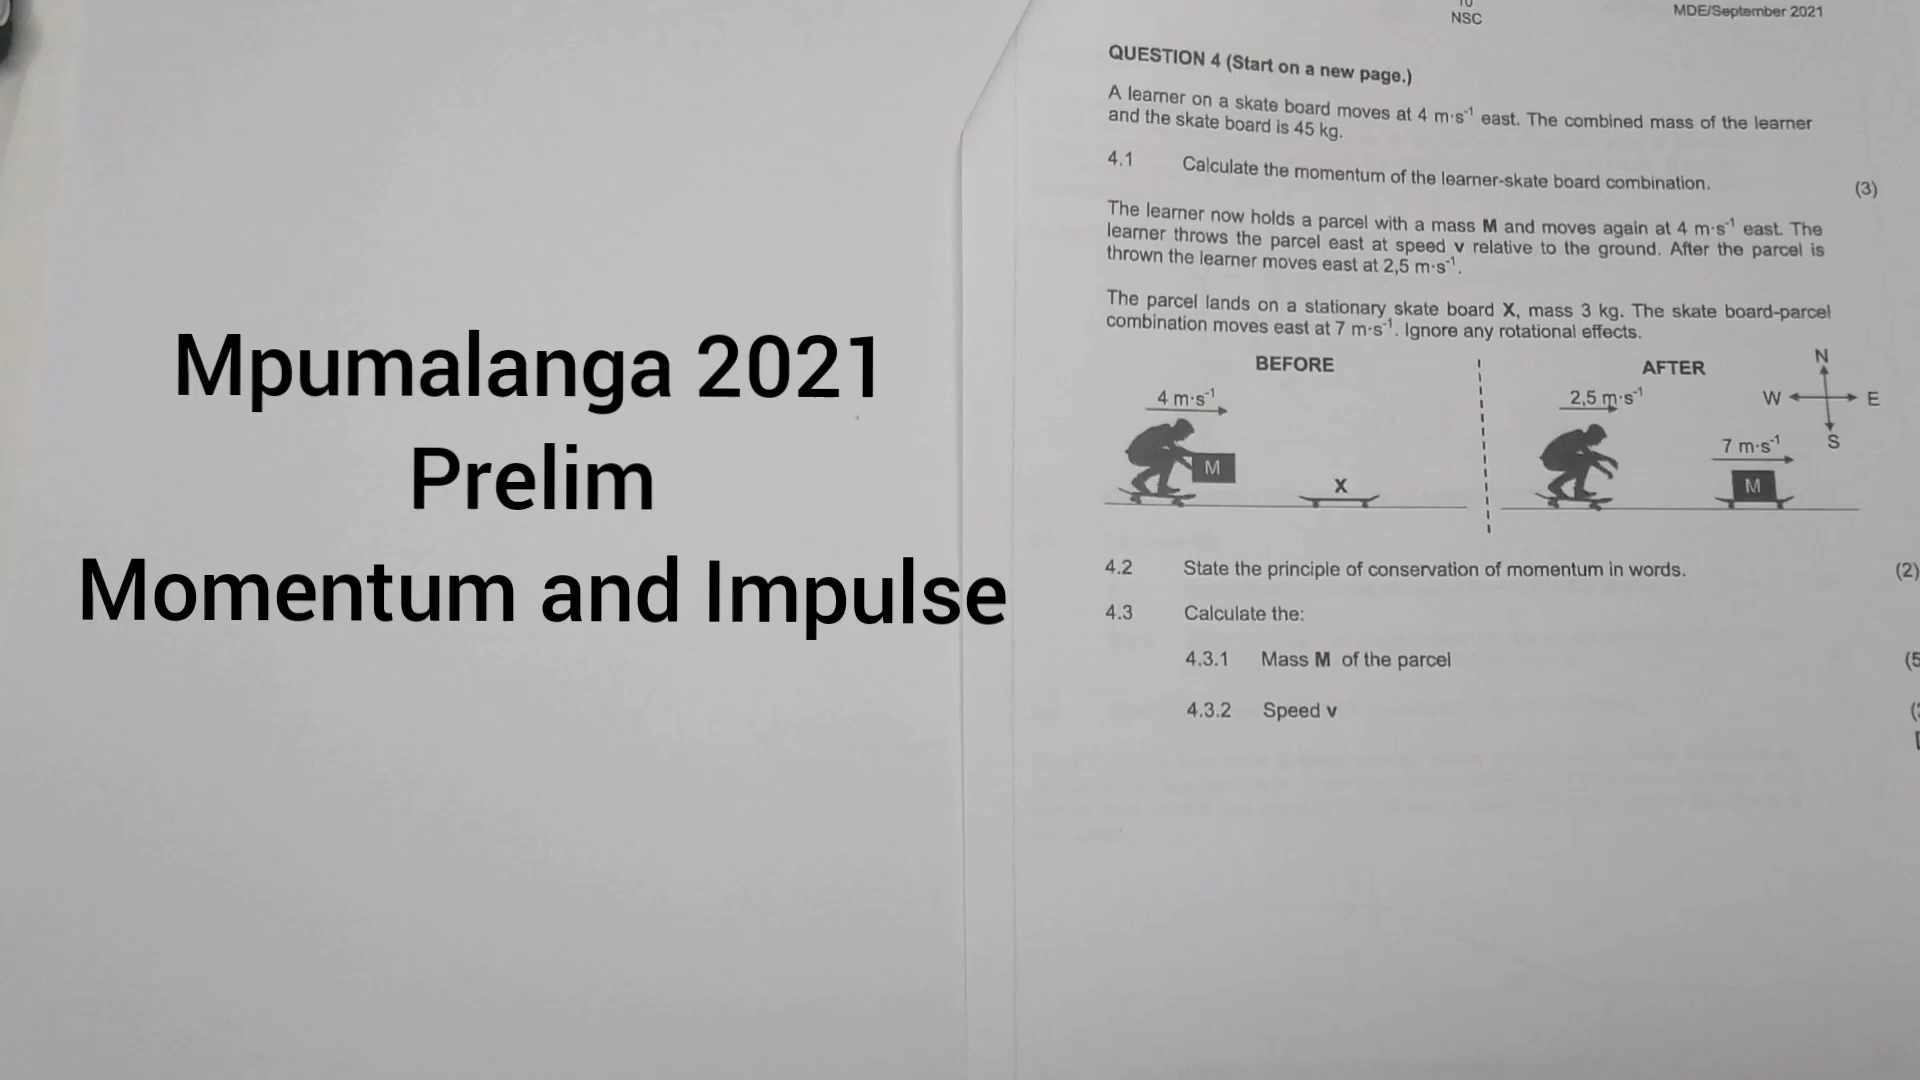 Mpumalanga 2021
Prelim
Momentum and Impulse
NSC
MDE/September 2021
QUESTION 4 (Start on a new page.)
A learner on a skate board moves at 4 m·s⁻¹ east. The combined mass of the learner
and the skate board is 45 kg.
4.1 Calculate the momentum of the learner-skate board combination. (3)
The learner now holds a parcel with a mass M and moves again at 4 m·s⁻¹ east. The
learner throws the parcel east at speed v relative to the ground. After the parcel is
thrown the learner moves east at 2,5 m·s⁻¹.
The parcel lands on a stationary skate board X, mass 3 kg. The skate board-parcel
combination moves east at 7 m·s⁻¹. Ignore any rotational effects.
BEFORE
AFTER
N
4 m·s⁻¹
2,5 m·s⁻¹
W
E
S
7 m·s⁻¹
M
X
M
4.2 State the principle of conservation of momentum in words. (2)
4.3 Calculate the:
4.3.1 Mass M of the parcel (5
4.3.2 Speed v